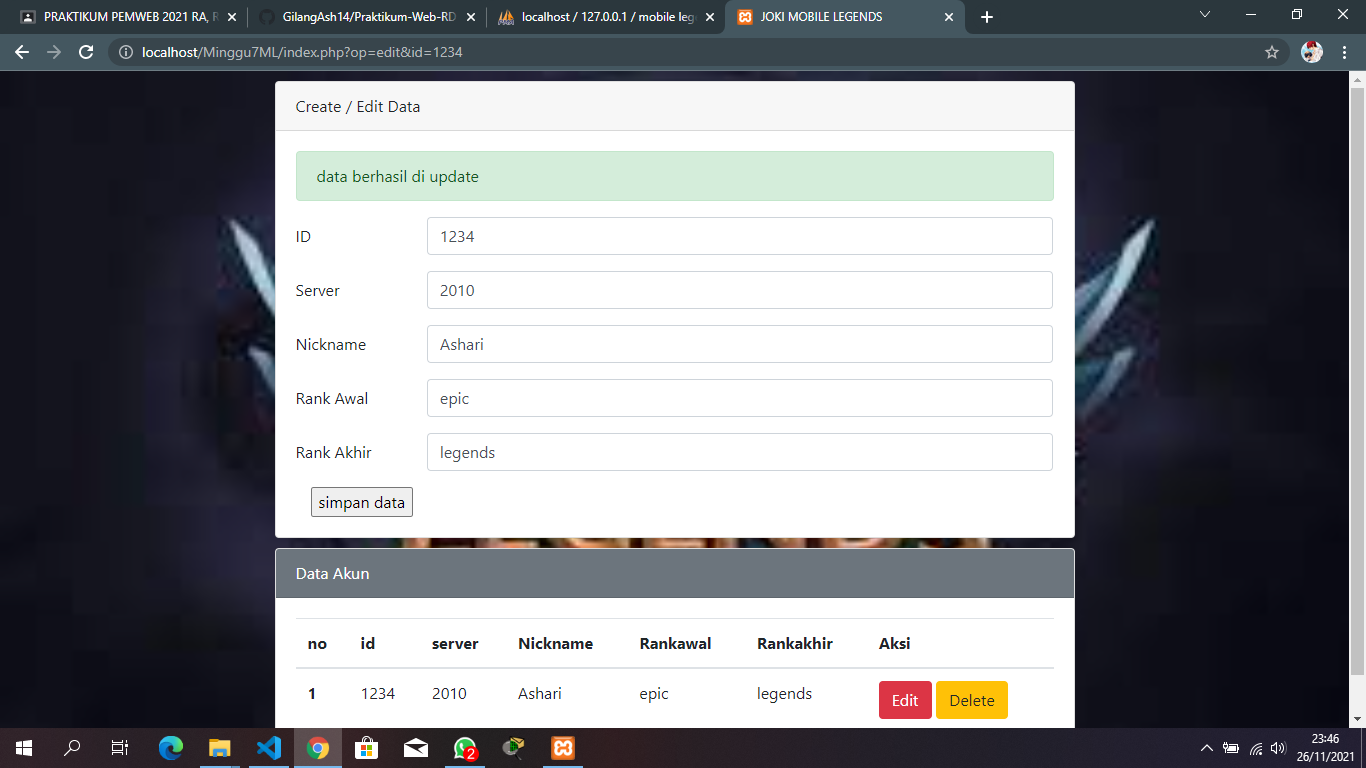 PRAKTIKUM PEMWEB 2021 RA, R
GilangAsh14/Praktikum-Web-RD
localhost / 127.0.0.1 / mobile leg
JOKI MOBILE LEGENDS
localhost/Minggu7ML/index.php?op=edit&id=1234
Create / Edit Data
data berhasil di update
ID 1234
Server 2010
Nickname Ashari
Rank Awal epic
Rank Akhir legends
simpan data
Data Akun
no id server Nickname Rankawal Rankakhir Aksi
1 1234 2010 Ashari epic legends Edit Delete
2
23:46
26/11/2021